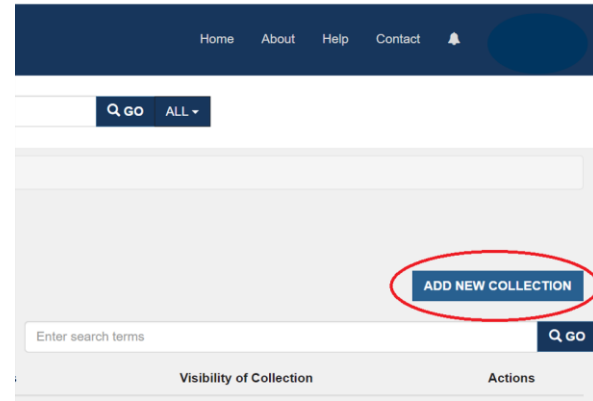 Home About Help Contact
GO ALL
ADD NEW COLLECTION
Enter search terms GO
Visibility of Collection Actions